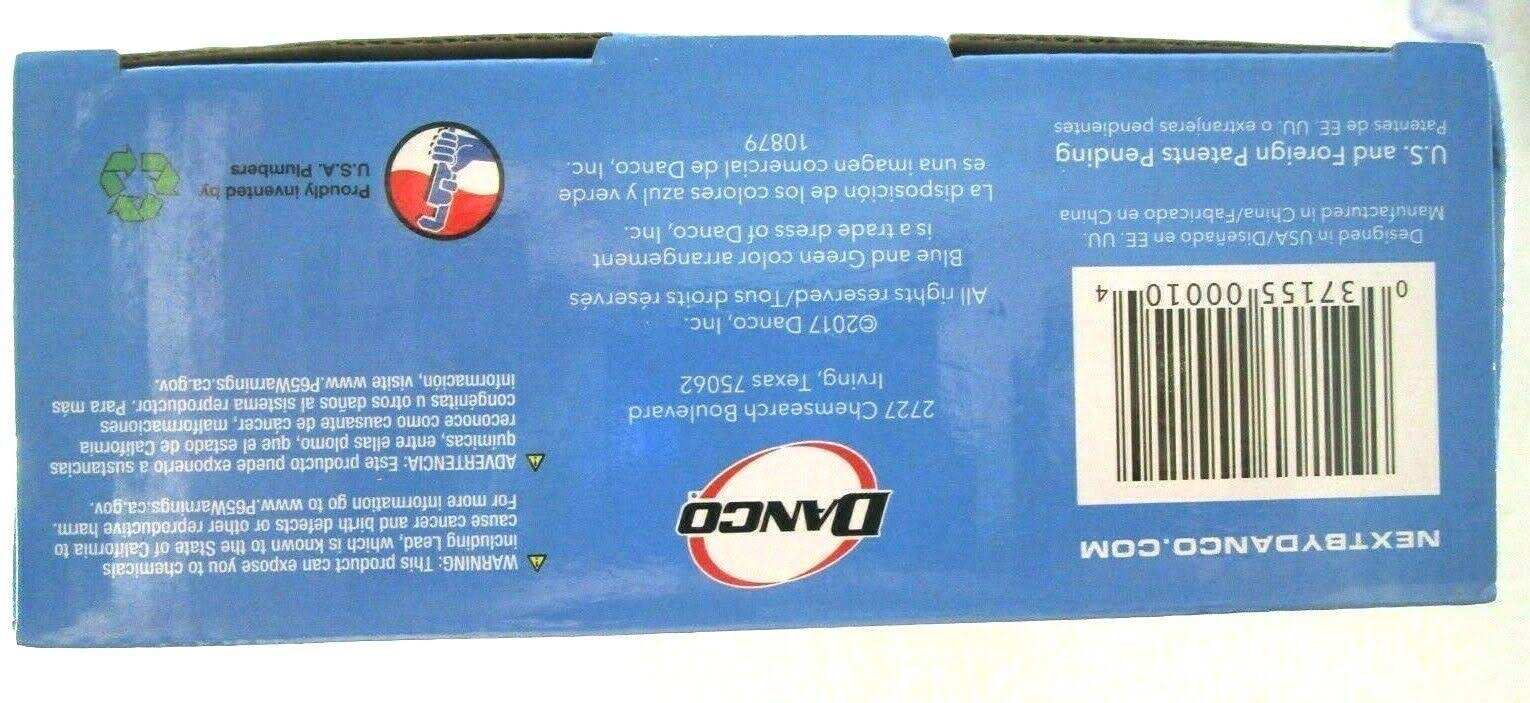 NEXTBYDANCO.COM
0 37155 00010 4
Designed in USA/Diseñado en EE. UU.
Manufactured in China/Fabricado en China
U.S. and Foreign Patents Pending
Patentes de EE. UU. o extranjeras pendientes
DANCO®
2727 Chemsearch Boulevard
Irving, Texas 75062
©2017 Danco, Inc.
All rights reserved/Tous droits réservés
Blue and Green color arrangement
is a trade dress of Danco, Inc.
La disposición de los colores azul y verde
es una imagen comercial de Danco, Inc.
10879
WARNING: This product can expose you to chemicals
including Lead, which is known to the State of California to
cause cancer and birth defects or other reproductive harm.
For more information go to www.P65Warnings.ca.gov.
ADVERTENCIA: Este producto puede exponerlo a sustancias
químicas, entre ellas plomo, que el estado de California
reconoce como causante de cáncer, malformaciones
congénitas u otros daños al sistema reproductor. Para más
información, visite www.P65Warnings.ca.gov.
Proudly invented by
U.S.A. Plumbers